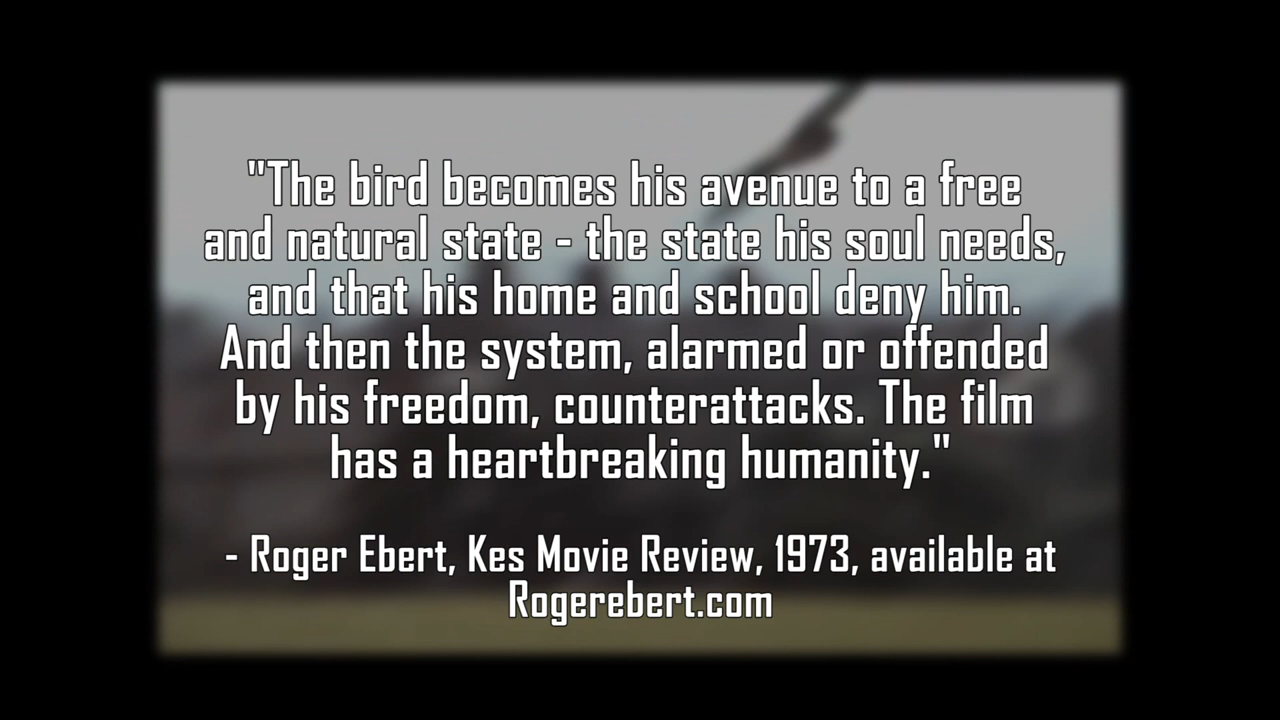 "The bird becomes his avenue to a free
and natural state - the state his soul needs,
and that his home and school deny him.
And then the system, alarmed or offended
by his freedom, counterattacks. The film
has a heartbreaking humanity."
- Roger Ebert, Kes Movie Review, 1973, available at
Rogerebert.com